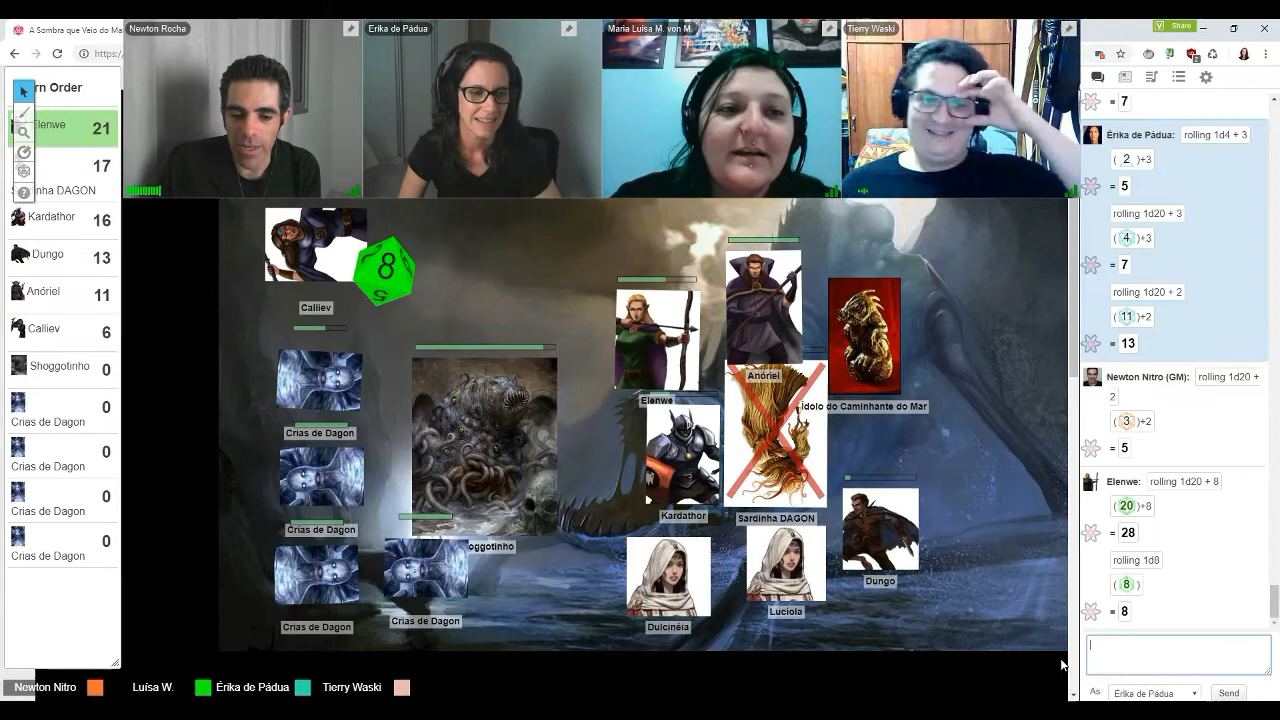 A Sombra que Veio do Ma
https:/
Share
Newton Rocha
Érika de Pádua
Maria Luísa M. von M.
Tierry Waski
rn Order
Elenwe 21
17
dinha DAGON
Kardathor 16
Dungo 13
Anóriel 11
Calliev 6
Shoggotinho 0
0
Crias de Dagon
0
Crias de Dagon
0
Crias de Dagon
0
Crias de Dagon
8
5
Calliev
Crias de Dagon
Crias de Dagon
Crias de Dagon
Crias de Dagon
oggotinho
Elenwe
Anóriel
Ídolo do Caminhante do Mar
Kardathor
Sardinha DAGON
Dungo
Dulcinéia
Luciola
= 7
Érika de Pádua: rolling 1d4 + 3
( 2 )+3
= 5
rolling 1d20 + 3
( 4 )+3
= 7
rolling 1d20 + 2
( 11 )+2
= 13
Newton Nitro (GM): rolling 1d20 +
2
( 3 )+2
= 5
Elenwe: rolling 1d20 + 8
( 20 )+8
= 28
rolling 1d8
( 8 )
= 8
As Érika de Pádua Send
Newton Nitro Luísa W. Érika de Pádua Tierry Waski